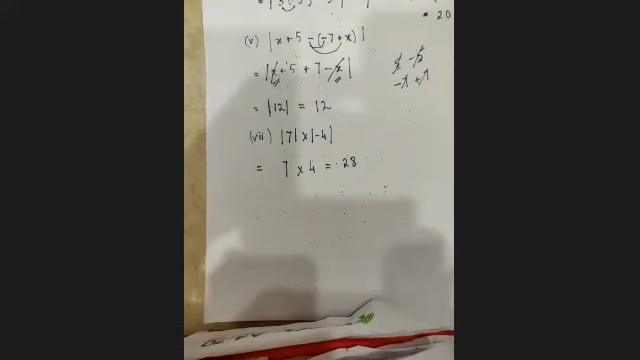 = 20
(v) |x + 5 - (-7 + x)|
= |x + 5 + 7 - x|
= |12| = 12
(vii) |7| x |-4|
= 7 x 4 = 28